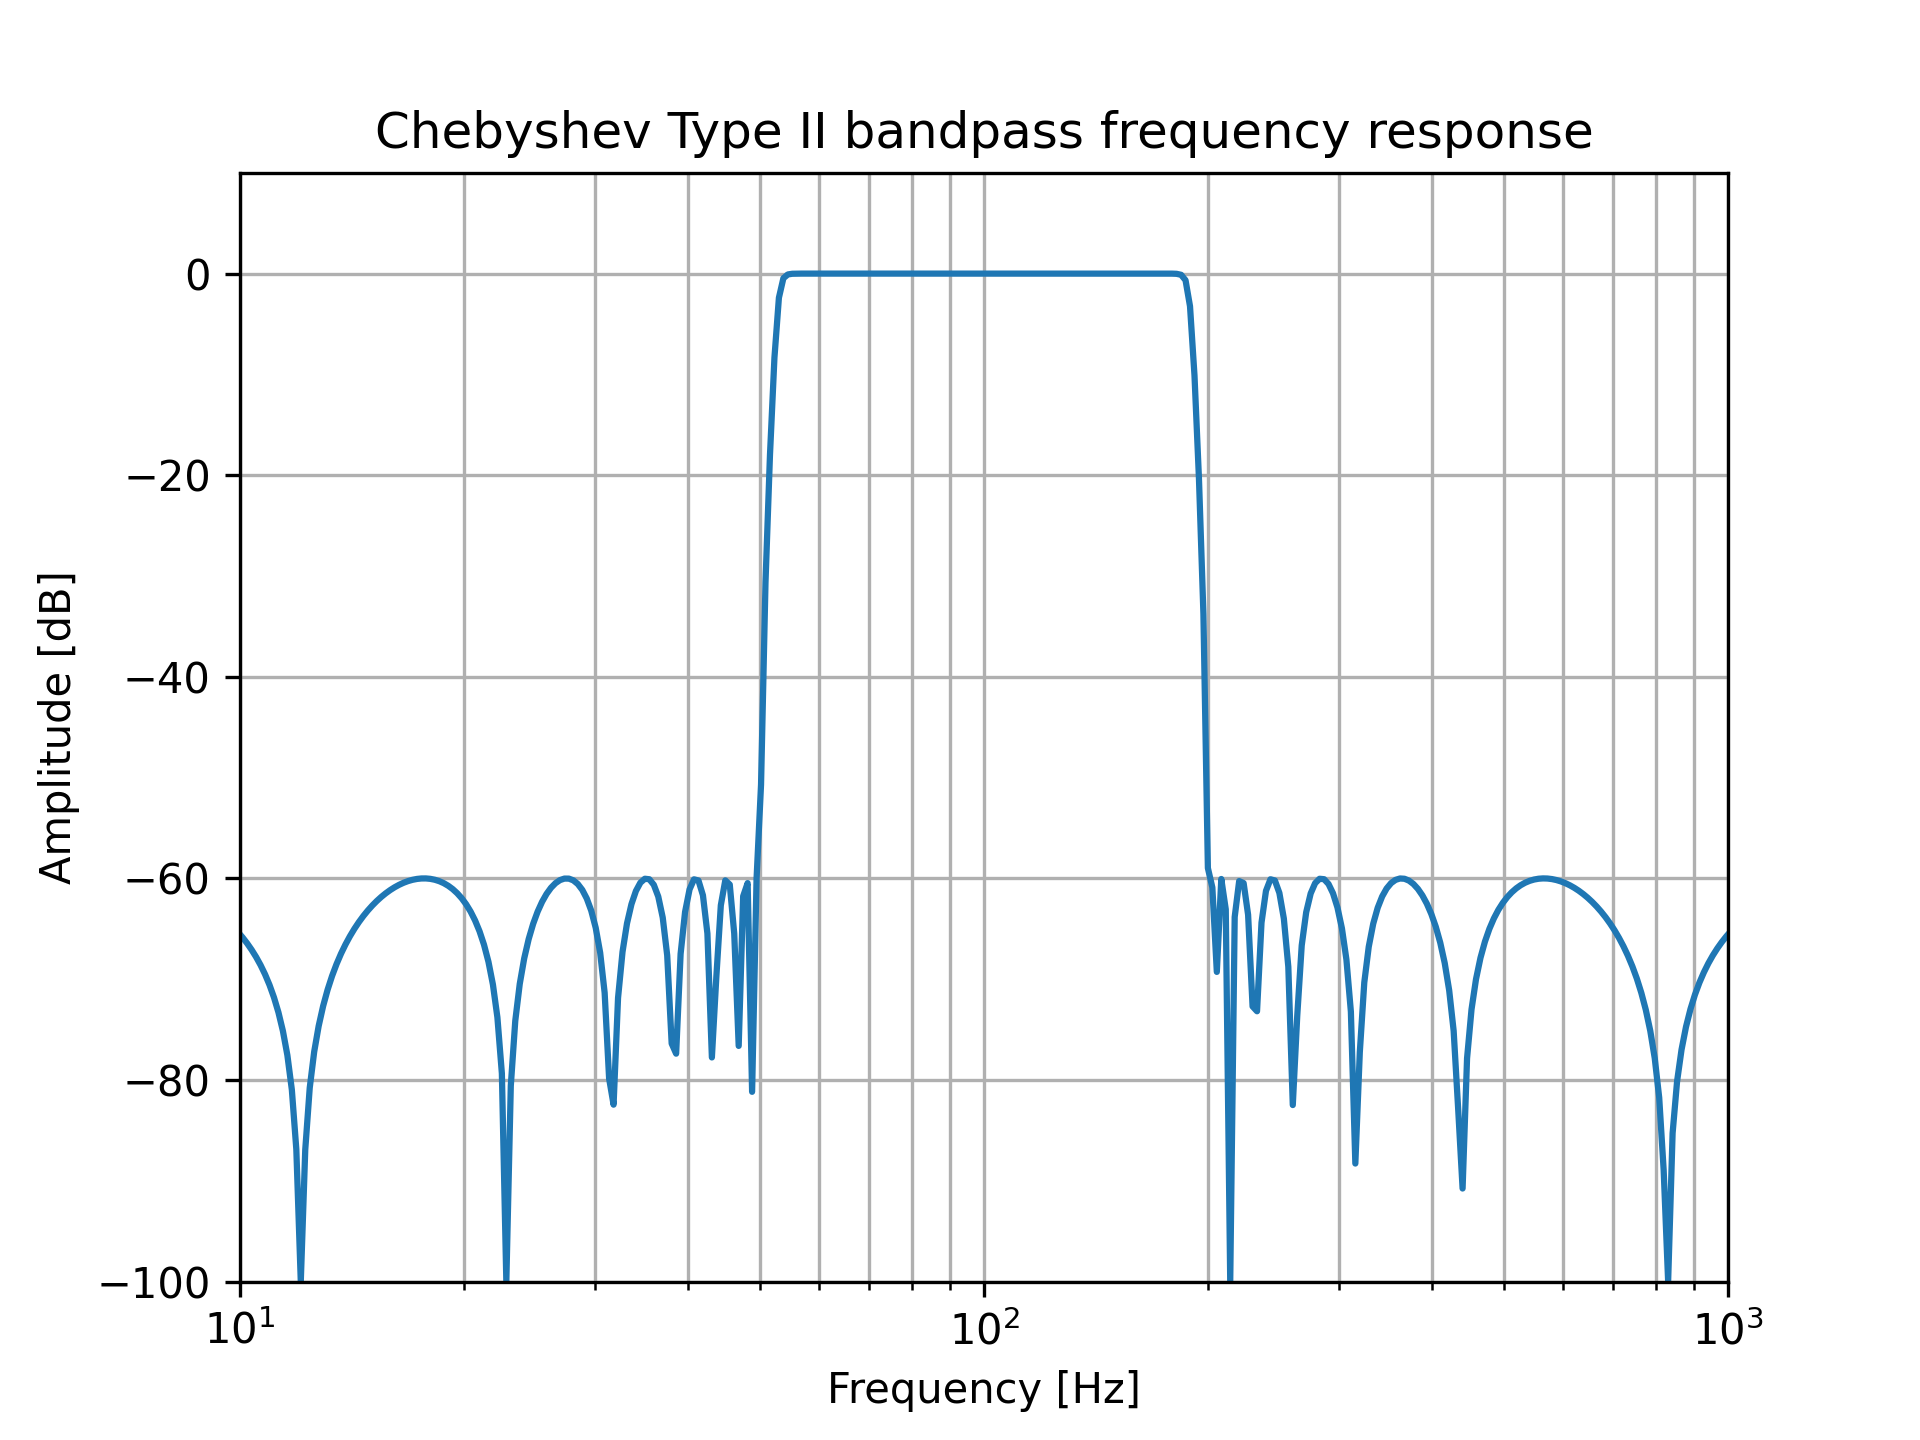 Chebyshev Type II bandpass frequency response
Amplitude [dB]
0
−20
−40
−60
−80
−100
10¹ 10² 10³
Frequency [Hz]